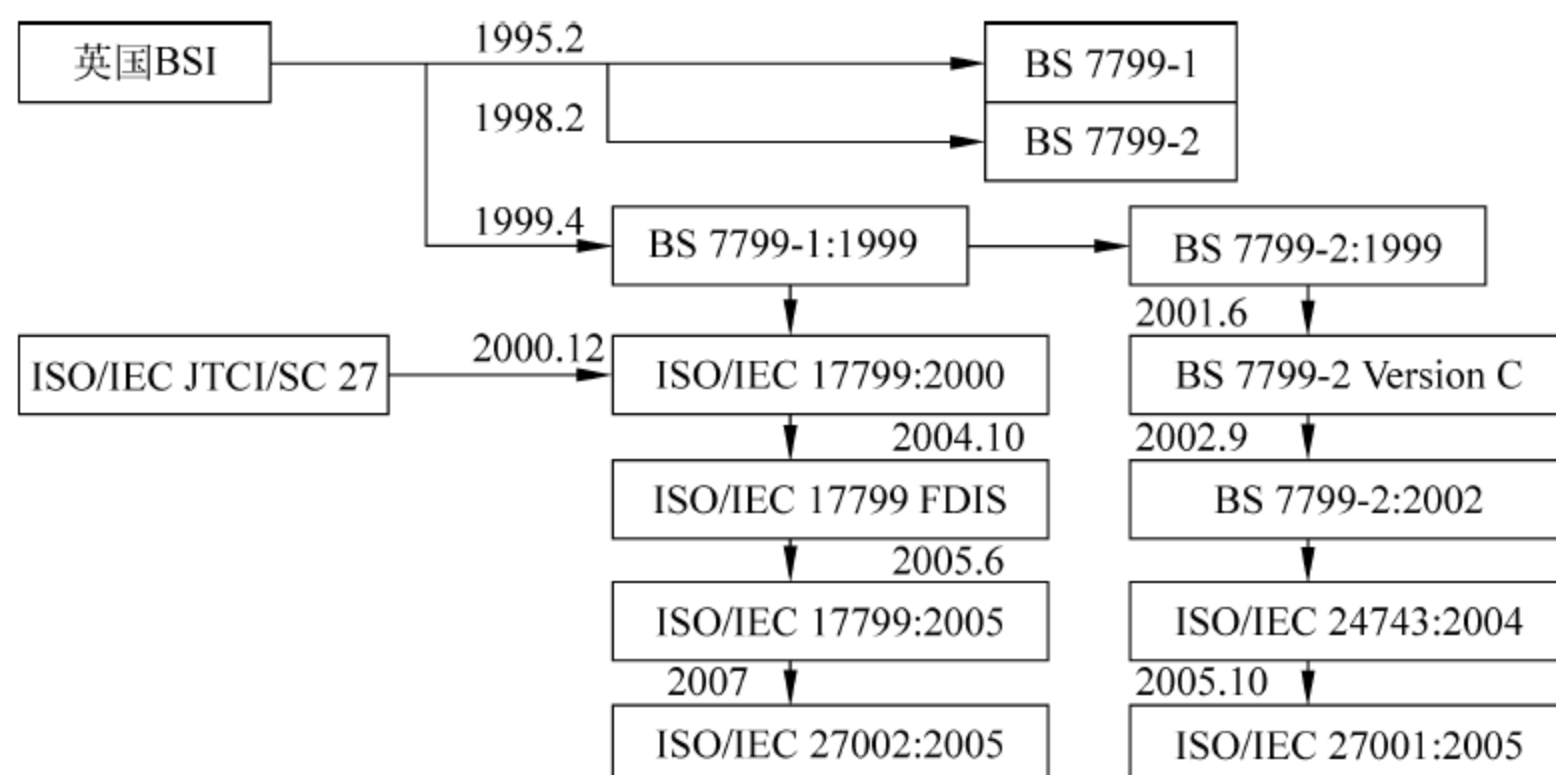 英国BSI
1995.2
BS 7799-1
1998.2
BS 7799-2
1999.4
BS 7799-1:1999
BS 7799-2:1999
2001.6
ISO/IEC JTCI/SC 27
2000.12
ISO/IEC 17799:2000
BS 7799-2 Version C
2004.10
2002.9
ISO/IEC 17799 FDIS
BS 7799-2:2002
2005.6
ISO/IEC 17799:2005
ISO/IEC 24743:2004
2007
2005.10
ISO/IEC 27002:2005
ISO/IEC 27001:2005